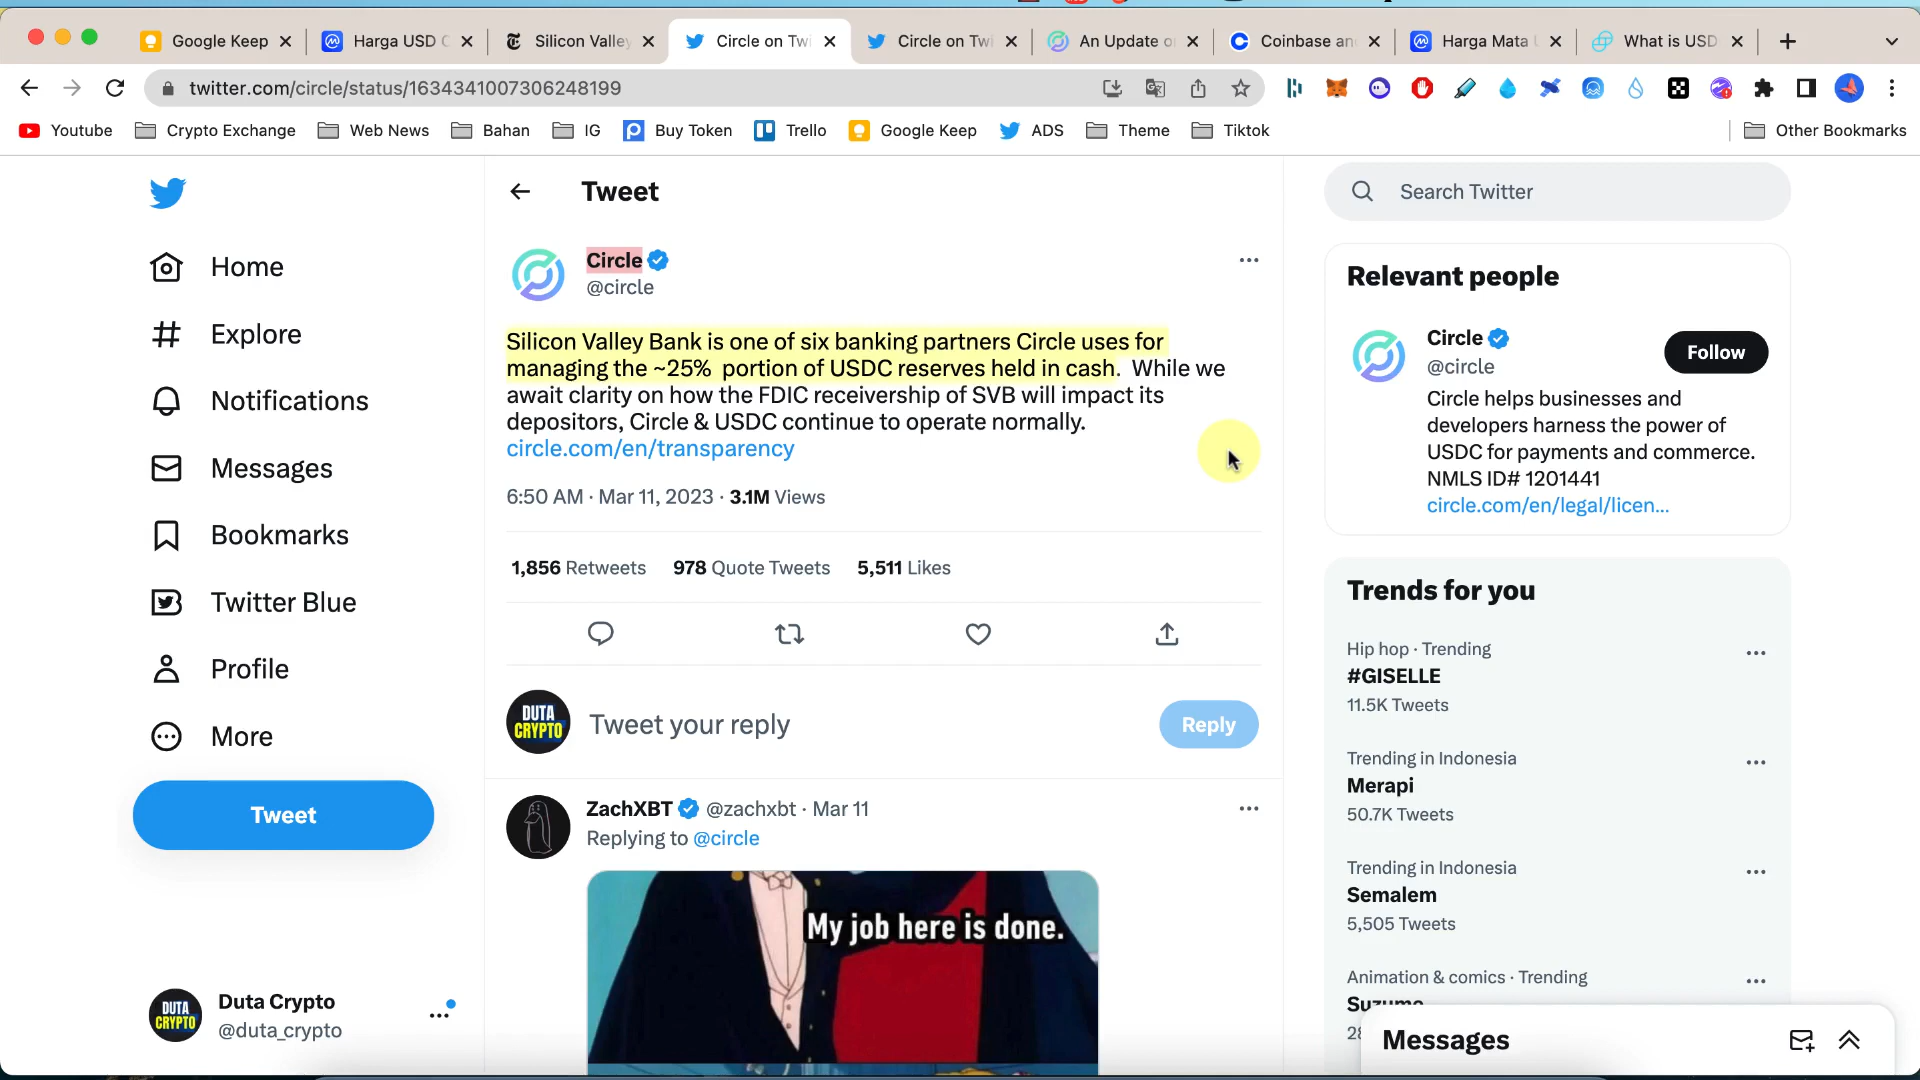 Google Keep
Harga USD C
Silicon Valley
Circle on Twi
Circle on Twi
An Update o
Coinbase an
Harga Mata U
What is USD
twitter.com/circle/status/1634341007306248199
Youtube
Crypto Exchange
Web News
Bahan
IG
Buy Token
Trello
Google Keep
ADS
Theme
Tiktok
Other Bookmarks
Home
Explore
Notifications
Messages
Bookmarks
Twitter Blue
Profile
More
Tweet
DUTA
CRYPTO
Duta Crypto
@duta_crypto
Tweet
Circle
@circle
Silicon Valley Bank is one of six banking partners Circle uses for
managing the ~25%  portion of USDC reserves held in cash.  While we
await clarity on how the FDIC receivership of SVB will impact its
depositors, Circle & USDC continue to operate normally.
circle.com/en/transparency
6:50 AM · Mar 11, 2023 · 3.1M Views
1,856 Retweets 978 Quote Tweets 5,511 Likes
DUTA
CRYPTO
Tweet your reply
Reply
ZachXBT @zachxbt · Mar 11
Replying to @circle
My job here is done.
Search Twitter
Relevant people
Circle
@circle
Follow
Circle helps businesses and
developers harness the power of
USDC for payments and commerce.
NMLS ID# 1201441
circle.com/en/legal/licen...
Trends for you
Hip hop · Trending
#GISELLE
11.5K Tweets
Trending in Indonesia
Merapi
50.7K Tweets
Trending in Indonesia
Semalem
5,505 Tweets
Animation & comics · Trending
Suzume
Messages